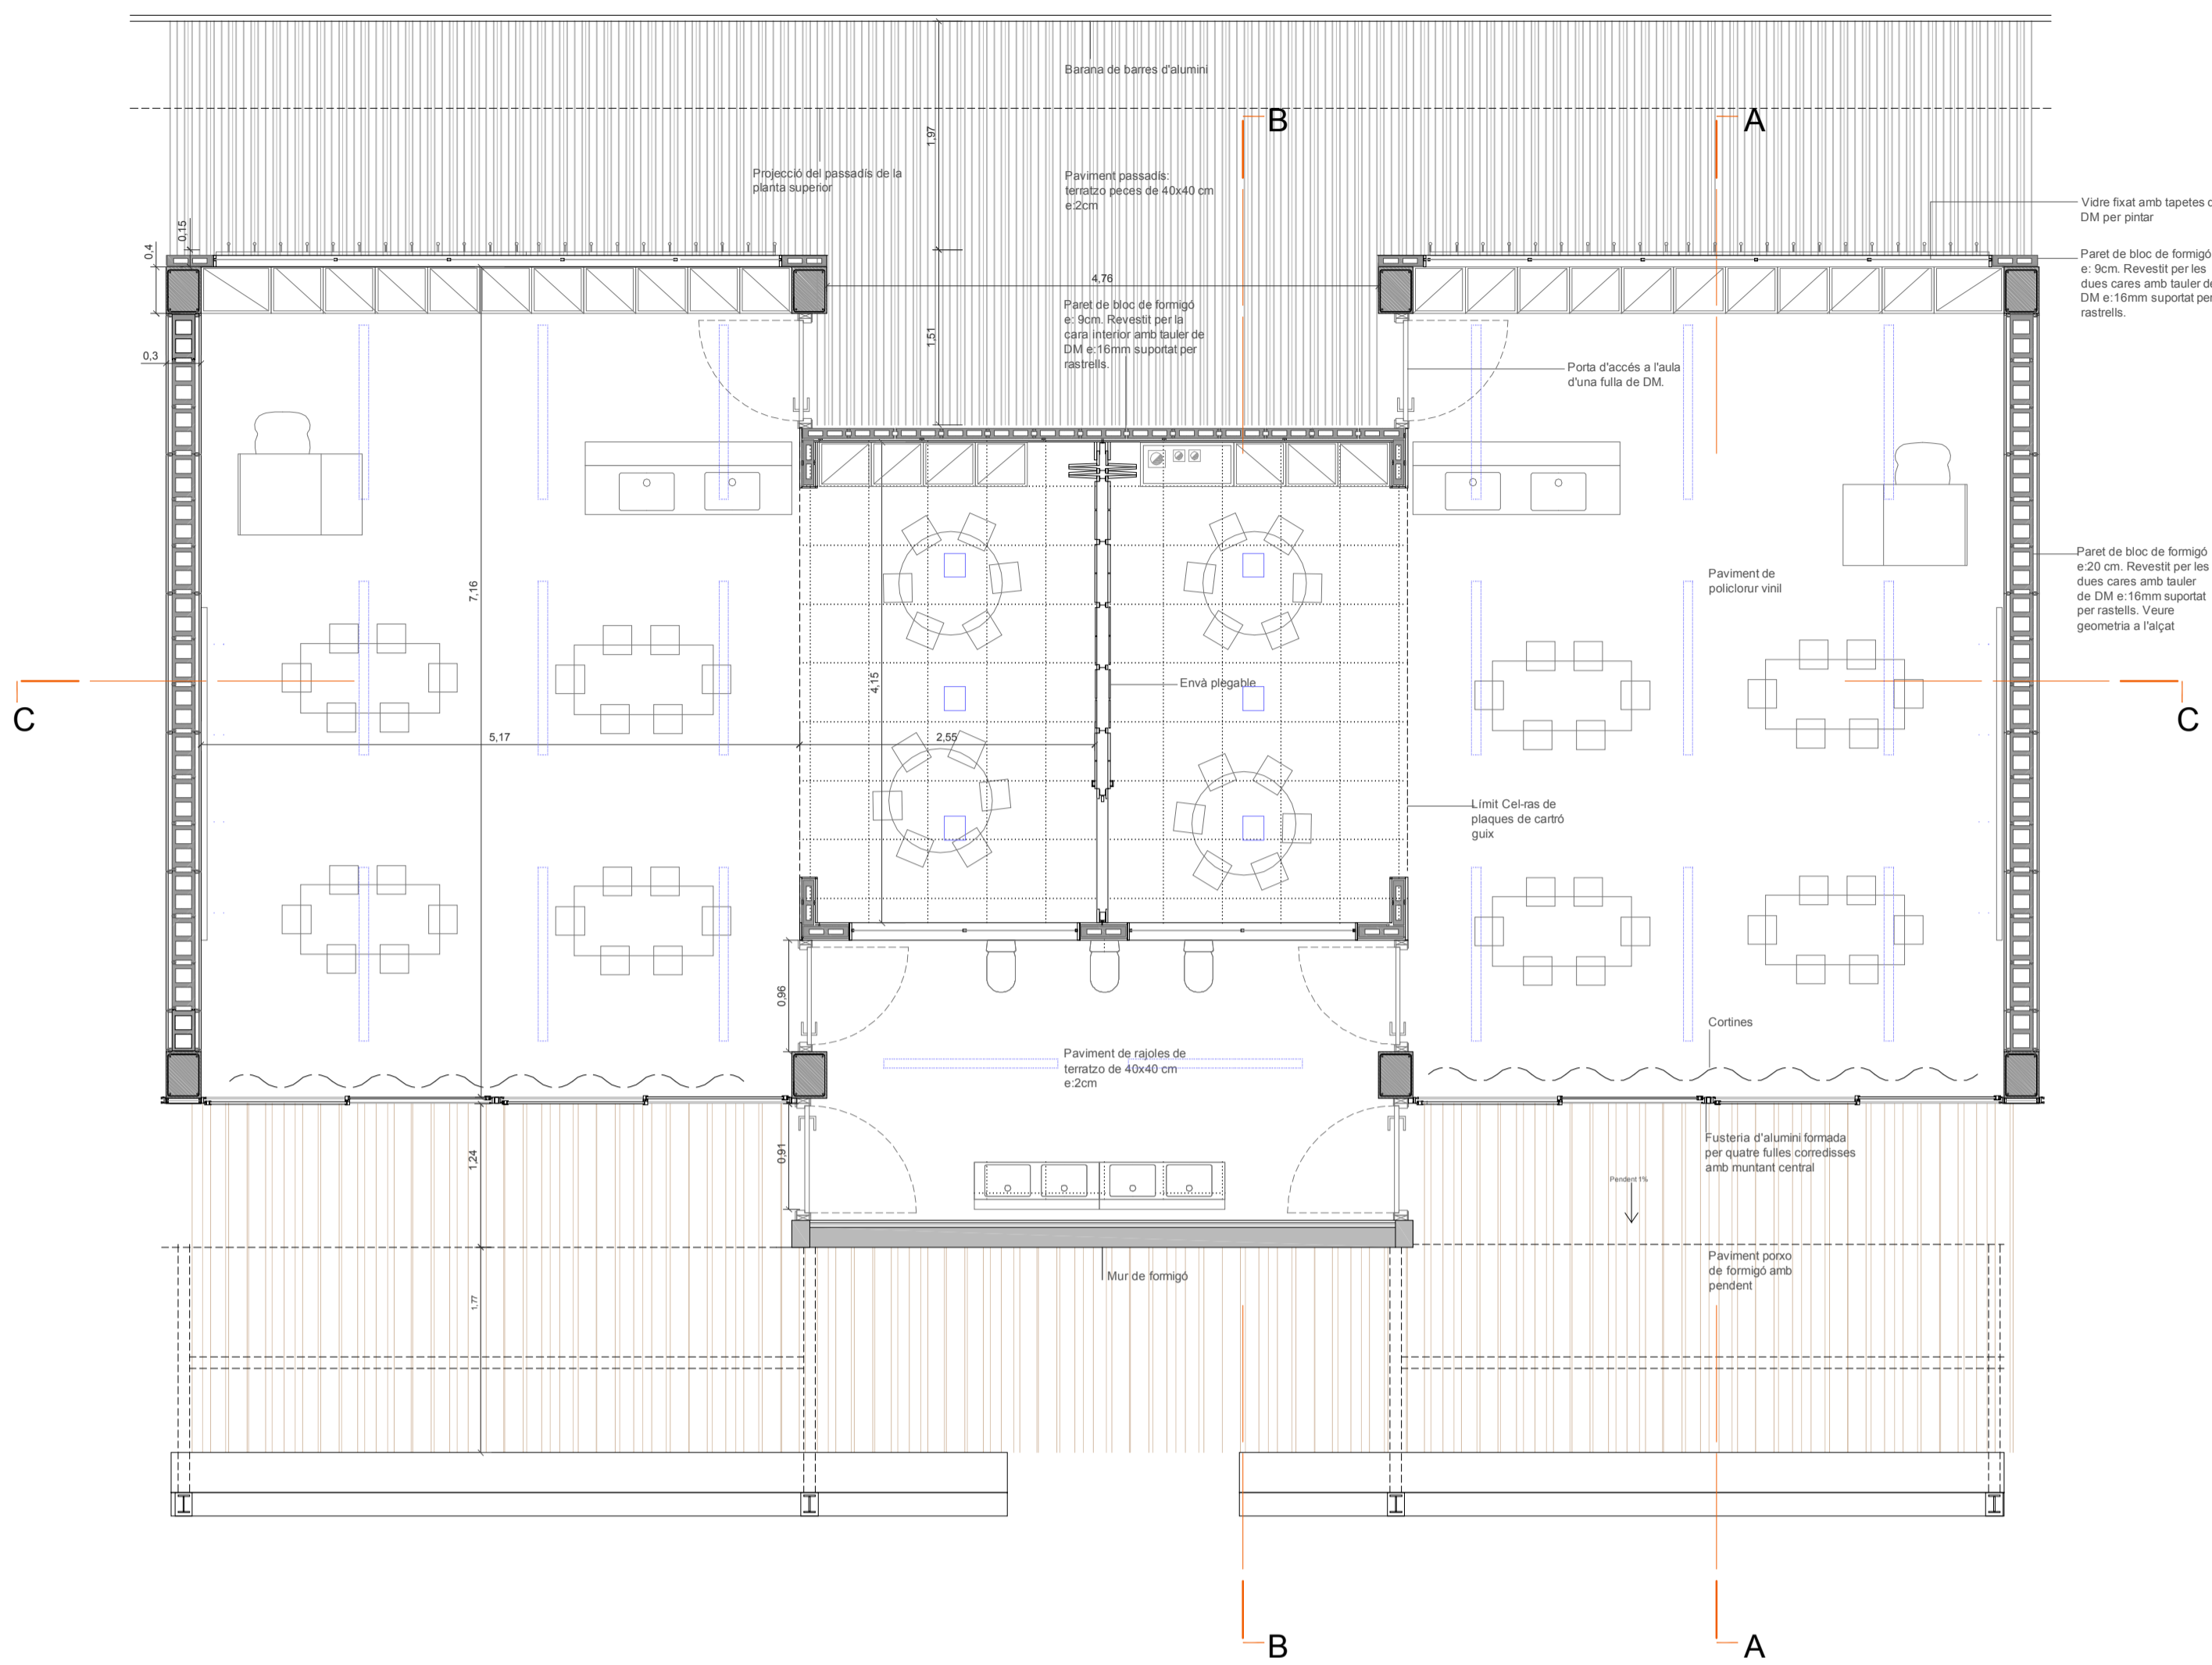 Barana de barres d'alumini
B
A
1,97
Projecció del passadís de la
planta superior
Paviment passadís:
terratzo peces de 40x40 cm
e:2cm
Vidre fixat amb tapetes
DM per pintar
0,15
0,4
Paret de bloc de formigó
e: 9cm. Revestit per les
dues cares amb tauler de
DM e:16mm suportat per
rastrells.
4,76
Paret de bloc de formigó
e: 9cm. Revestit per la
cara interior amb tauler de
DM e:16mm suportat per
rastrells.
1,51
0,3
Porta d'accés a l'aula
d'una fulla de DM.
Paret de bloc de formigó
e:20 cm. Revestit per les
dues cares amb tauler
de DM e:16mm suportat
per rastells. Veure
geometria a l'alçat
Paviment de
policlorur vinil
7,16
4,15
Envà plegable
C
C
5,17
2,55
Límit Cel-ras de
plaques de cartró
guix
0,96
Cortines
Paviment de rajoles de
terratzo de 40x40 cm
e:2cm
1,24
0,91
Fusteria d'alumini formada
per quatre fulles corredisses
amb muntant central
Pendent 1%
Mur de formigó
Paviment porxo
de formigó amb
pendent
1,77
B
A